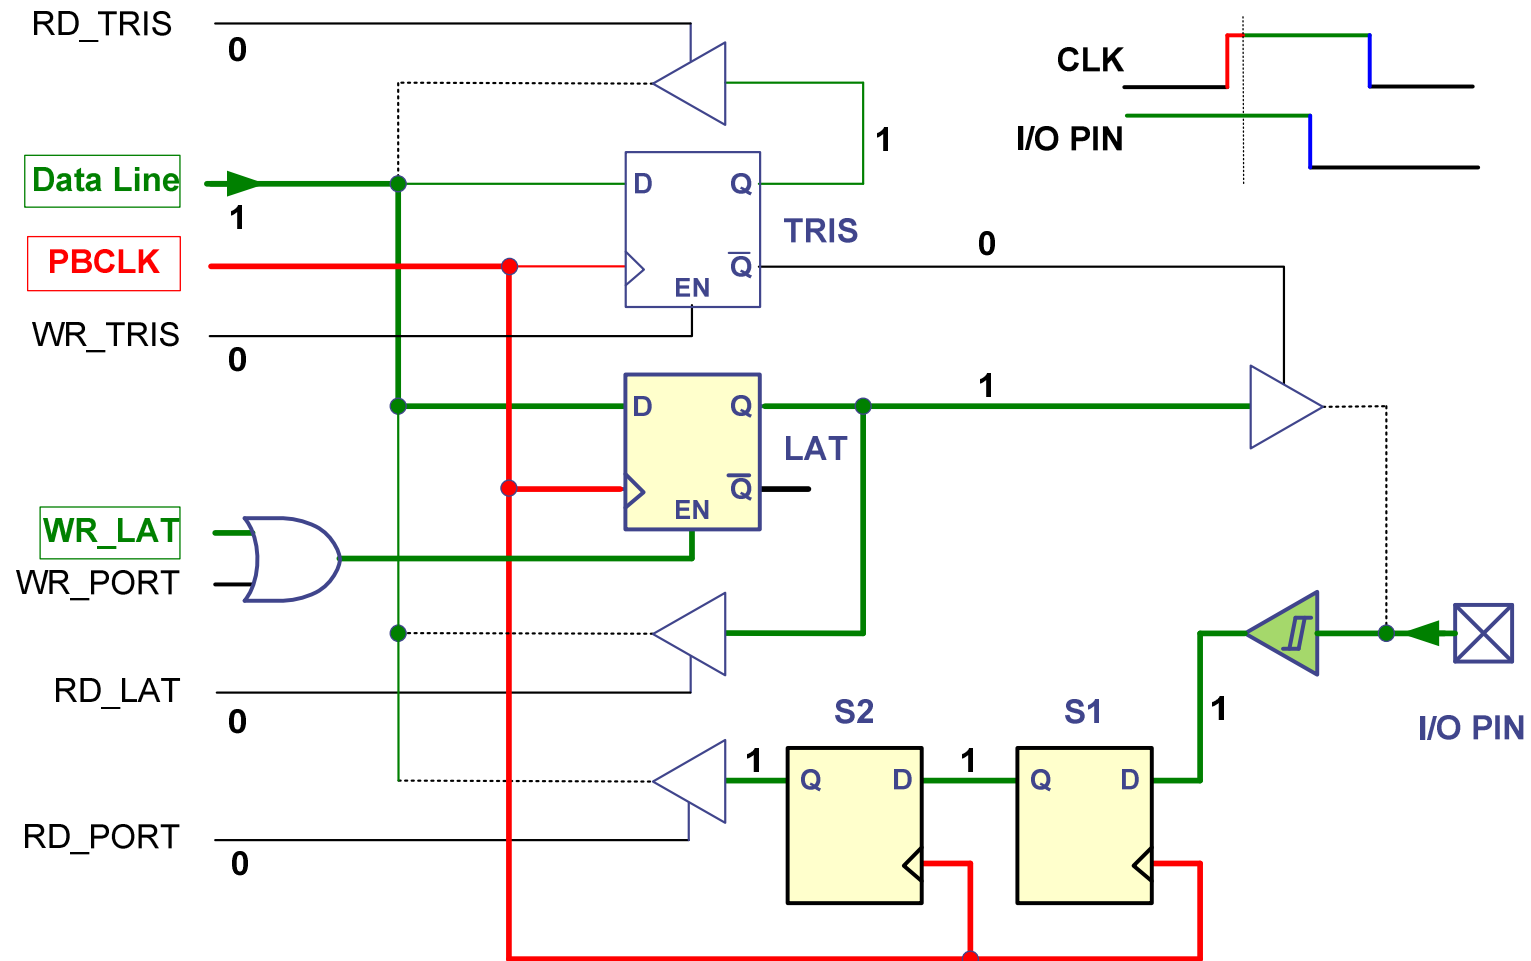 RD_TRIS
0
CLK
I/O PIN
1
Data Line
1
D
Q
TRIS
PBCLK
Q
EN
0
WR_TRIS
0
D
Q
1
LAT
Q
EN
WR_LAT
WR_PORT
RD_LAT
0
S2
S1
1
I/O PIN
1
1
Q
D
Q
D
RD_PORT
0